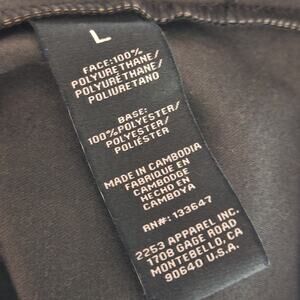 L
FACE:100%
POLYURETHANE/
POLYURÉTHANE/
POLIURETANO
BASE:
100%POLYESTER/
POLYESTER/
POLIÉSTER
MADE IN CAMBODIA
FABRIQUE EN
CAMBODGE
HECHO EN
CAMBOYA
RN#: 133647
2253 APPAREL INC.
1708 GAGE ROAD
MONTEBELLO, CA
90640 U.S.A.